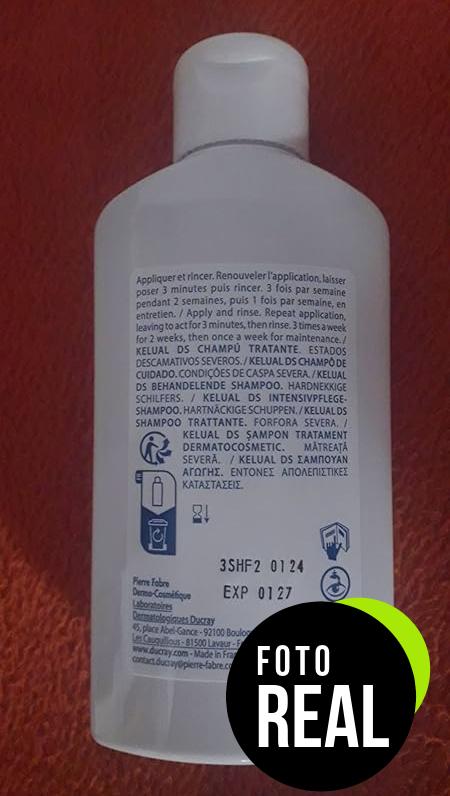 Appliquer et rincer. Renouveler l'application, laisser
poser 3 minutes puis rincer. 3 fois par semaine
pendant 2 semaines, puis 1 fois par semaine, en
entretien. / Apply and rinse. Repeat application,
leaving to act for 3 minutes, then rinse. 3 times a week
for 2 weeks, then once a week for maintenance. /
KELUAL DS CHAMPÚ TRATANTE. ESTADOS
DESCAMATIVOS SEVEROS. / KELUAL DS CHAMPÔ DE
CUIDADO. CONDIÇÕES DE CASPA SEVERA. / KELUAL
DS BEHANDELENDE SHAMPOO. HARDNEKKIGE
SCHILFERS. / KELUAL DS INTENSIVPFLEGE-
SHAMPOO. HARTNÄCKIGE SCHUPPEN. / KELUAL DS
SHAMPOO TRATTANTE. FORFORA SEVERA. /
KELUAL DS ȘAMPON TRATAMENT
DERMATOCOSMETIC. MĂTREAȚĂ
SEVERĂ. / KELUAL DS ΣΑΜΠΟΥΑΝ
ΑΓΩΓΗΣ. ΕΝΤΟΝΕΣ ΑΠΟΛΕΠΙΣΤΙΚΕΣ
ΚΑΤΑΣΤΑΣΕΙΣ.
3SHF2 0124
EXP 0127
Pierre Fabre
Dermo-Cosmétique
Laboratoires
Dermatologiques Ducray
45, place Abel-Gance - 92100 Boulog
Les Cauquillous - 81500 Lavaur - F
www.ducray.com - Made in Fran
contact.ducray@pierre-fabre.co
FOTO
REAL